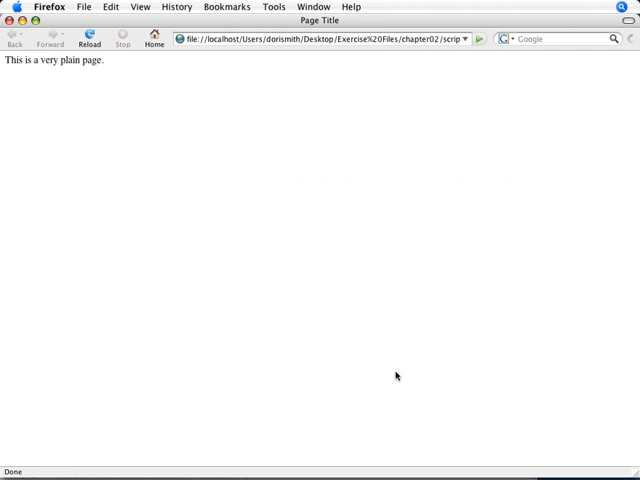 Firefox File Edit View History Bookmarks Tools Window Help
Page Title
Back Forward Reload Stop Home file://localhost/Users/dorismith/Desktop/Exercise%20Files/chapter02/scrip Google
This is a very plain page.
Done